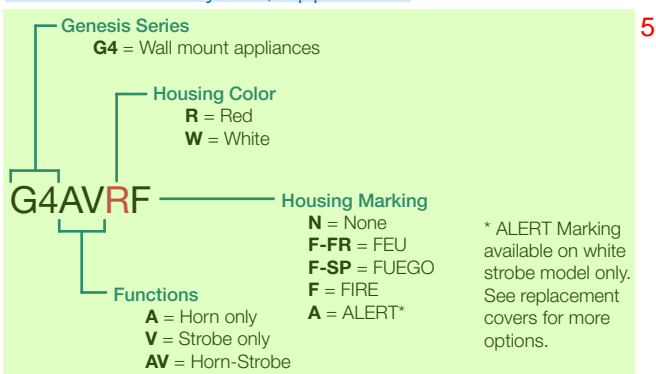 Genesis Series
G4 = Wall mount appliances
5
Housing Color
R = Red
W = White
G4AVRF
Housing Marking
N = None
F-FR = FEU
F-SP = FUEGO
F = FIRE
A = ALERT*
* ALERT Marking
available on white
strobe model only.
See replacement
covers for more
options.
Functions
A = Horn only
V = Strobe only
AV = Horn-Strobe